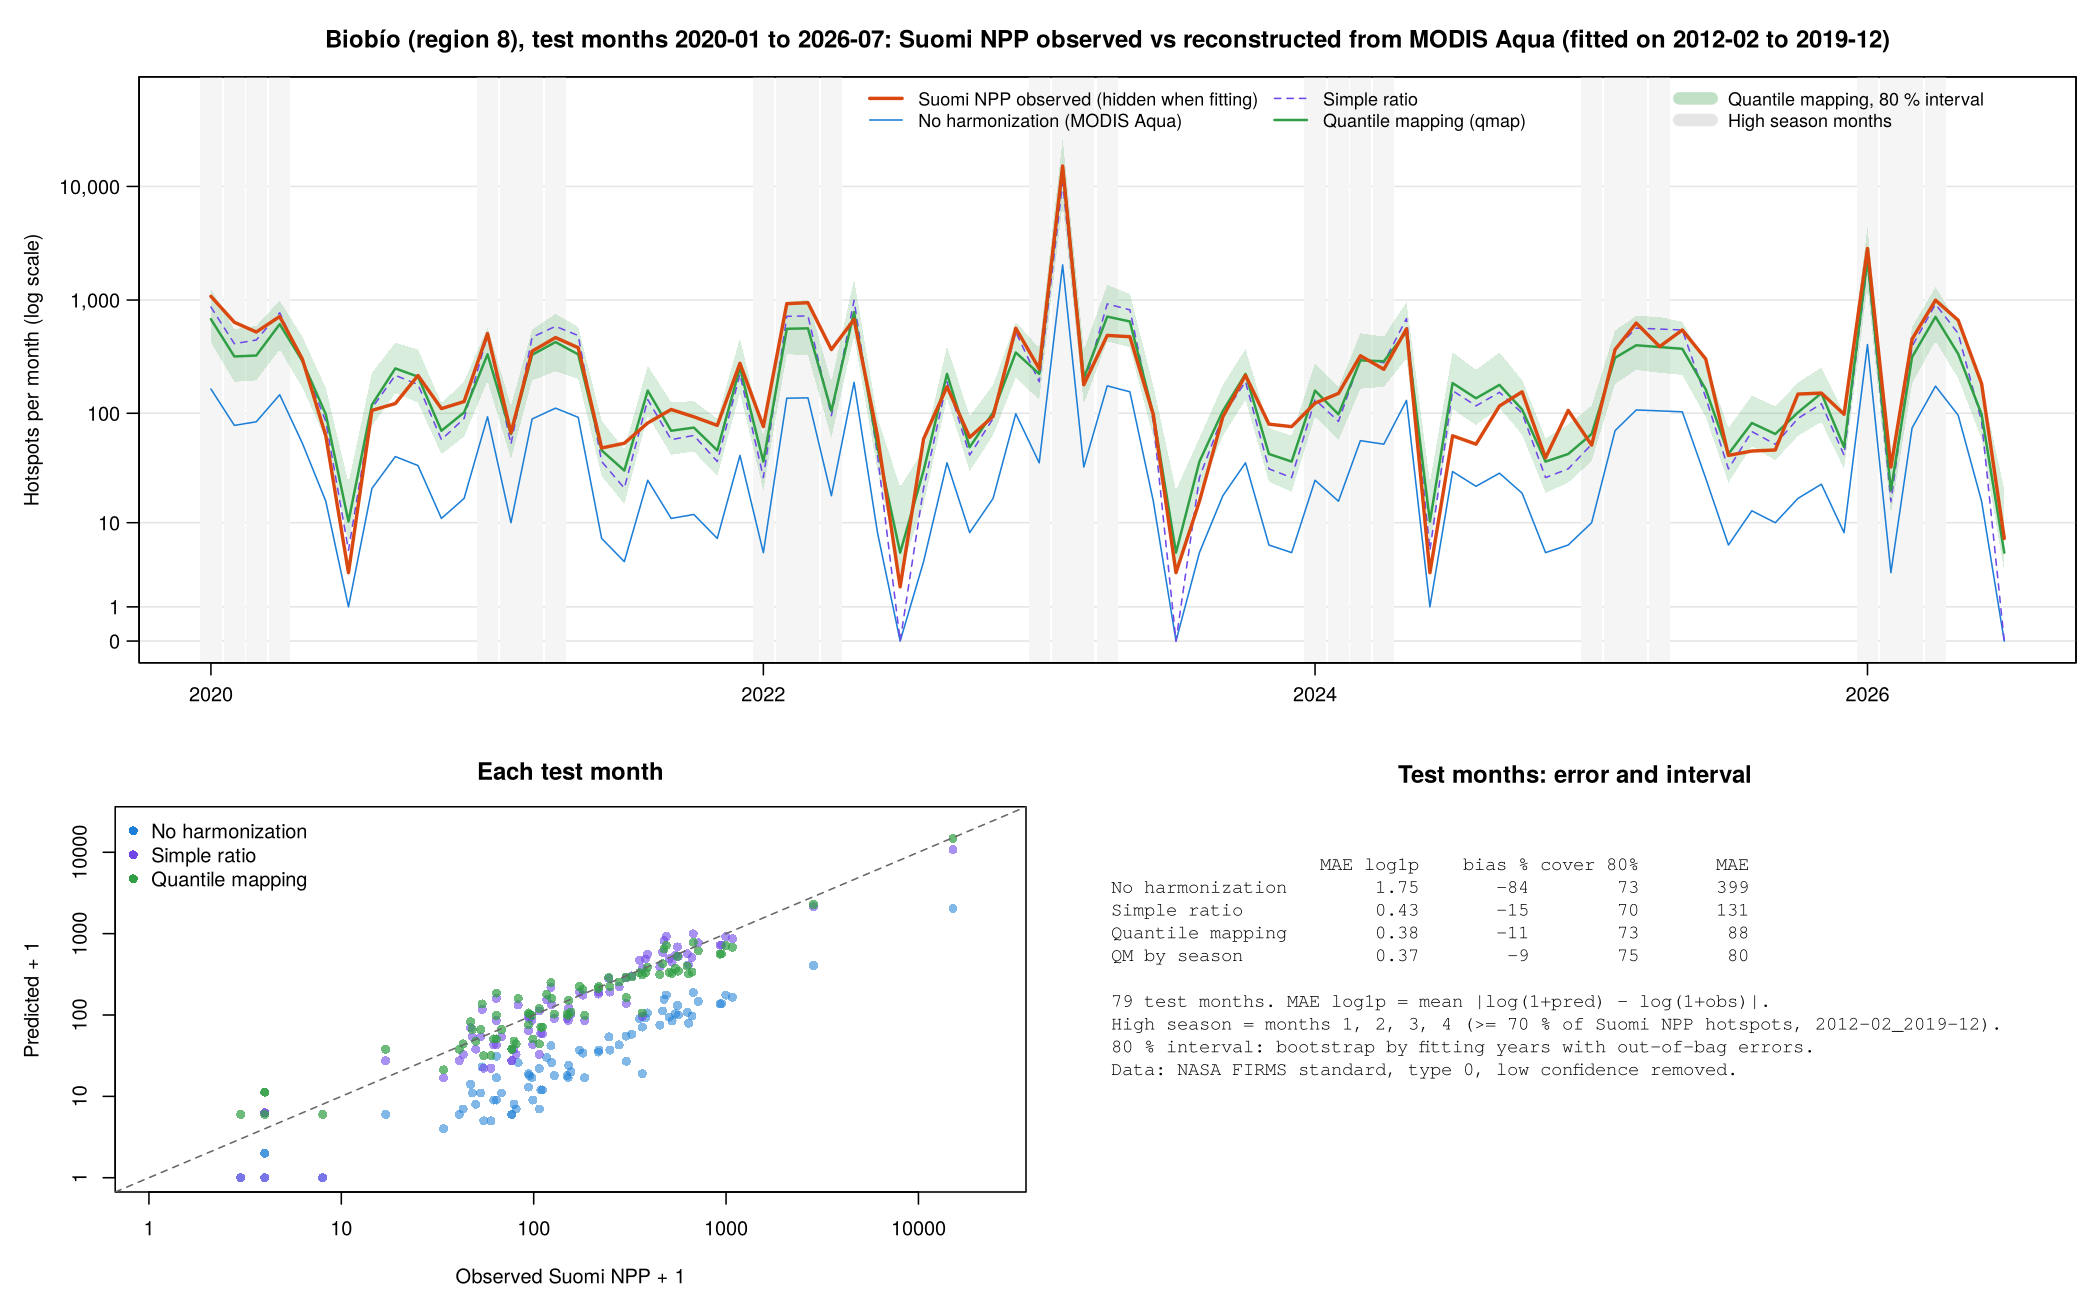 Biobío (region 8), test months 2020-01 to 2026-07: Suomi NPP observed vs reconstructed from MODIS Aqua (fitted on 2012-02 to 2019-12)
Suomi NPP observed (hidden when fitting)
No harmonization (MODIS Aqua)
Simple ratio
Quantile mapping (qmap)
Quantile mapping, 80 % interval
High season months
Hotspots per month (log scale)
10,000
1,000
100
10
1
0
2020
2022
2024
2026
Each test month
No harmonization
Simple ratio
Quantile mapping
Predicted + 1
10000
1000
100
10
1
1
10
100
1000
10000
Observed Suomi NPP + 1
Test months: error and interval
MAE log1p bias % cover 80% MAE
No harmonization 1.75 -84 73 399
Simple ratio 0.43 -15 70 131
Quantile mapping 0.38 -11 73 88
QM by season 0.37 -9 75 80
79 test months. MAE log1p = mean |log(1+pred) - log(1+obs)|.
High season = months 1, 2, 3, 4 (>= 70 % of Suomi NPP hotspots, 2012-02_2019-12).
80 % interval: bootstrap by fitting years with out-of-bag errors.
Data: NASA FIRMS standard, type 0, low confidence removed.